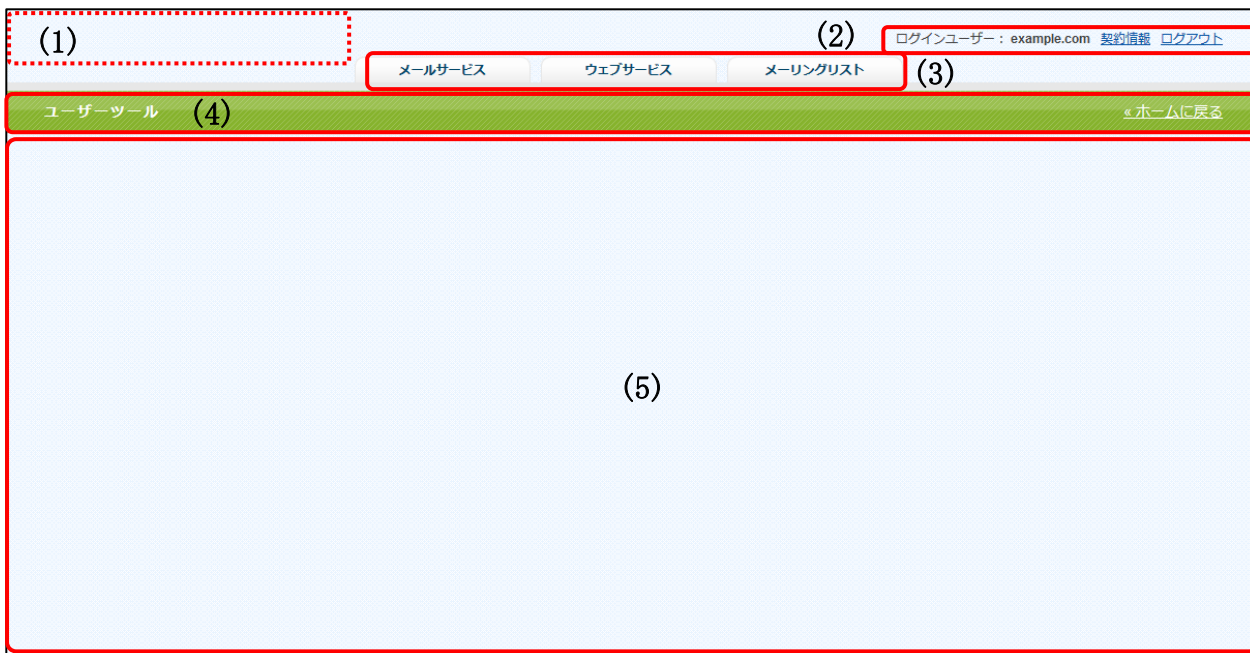 (1)
(2)
ログインユーザー： example.com 契約情報 ログアウト
メールサービス ウェブサービス メーリングリスト
(3)
ユーザーツール
(4)
«ホームに戻る
(5)